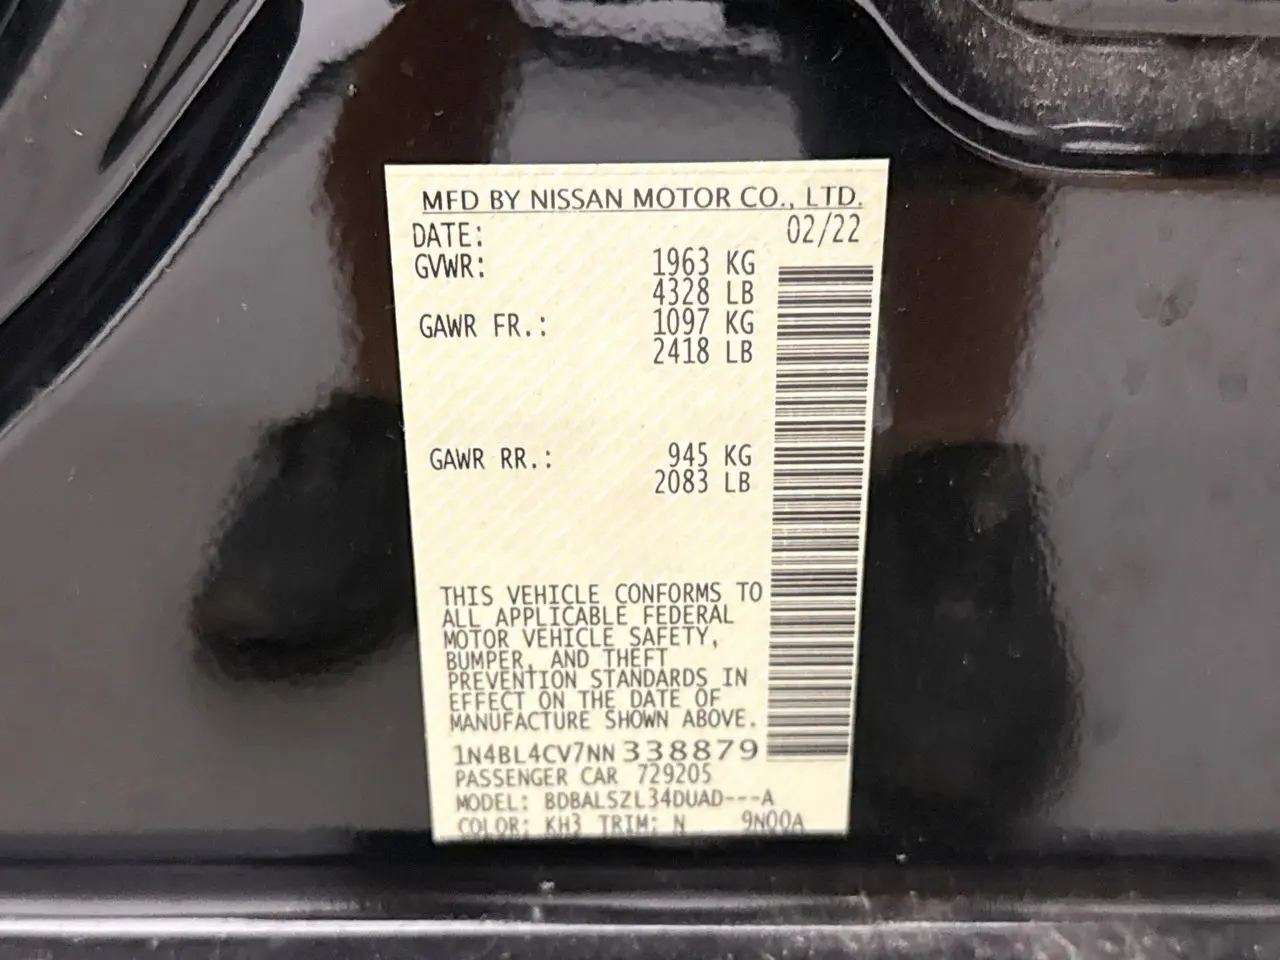 MFD BY NISSAN MOTOR CO., LTD.
DATE: 02/22
GVWR: 1963 KG
4328 LB
GAWR FR.: 1097 KG
2418 LB
GAWR RR.: 945 KG
2083 LB
THIS VEHICLE CONFORMS TO
ALL APPLICABLE FEDERAL
MOTOR VEHICLE SAFETY,
BUMPER, AND THEFT
PREVENTION STANDARDS IN
EFFECT ON THE DATE OF
MANUFACTURE SHOWN ABOVE.
1N4BL4CV7NN338879
PASSENGER CAR 729205
MODEL: BDBALSZL34DUAD---A
COLOR: KH3 TRIM: N 9N00A